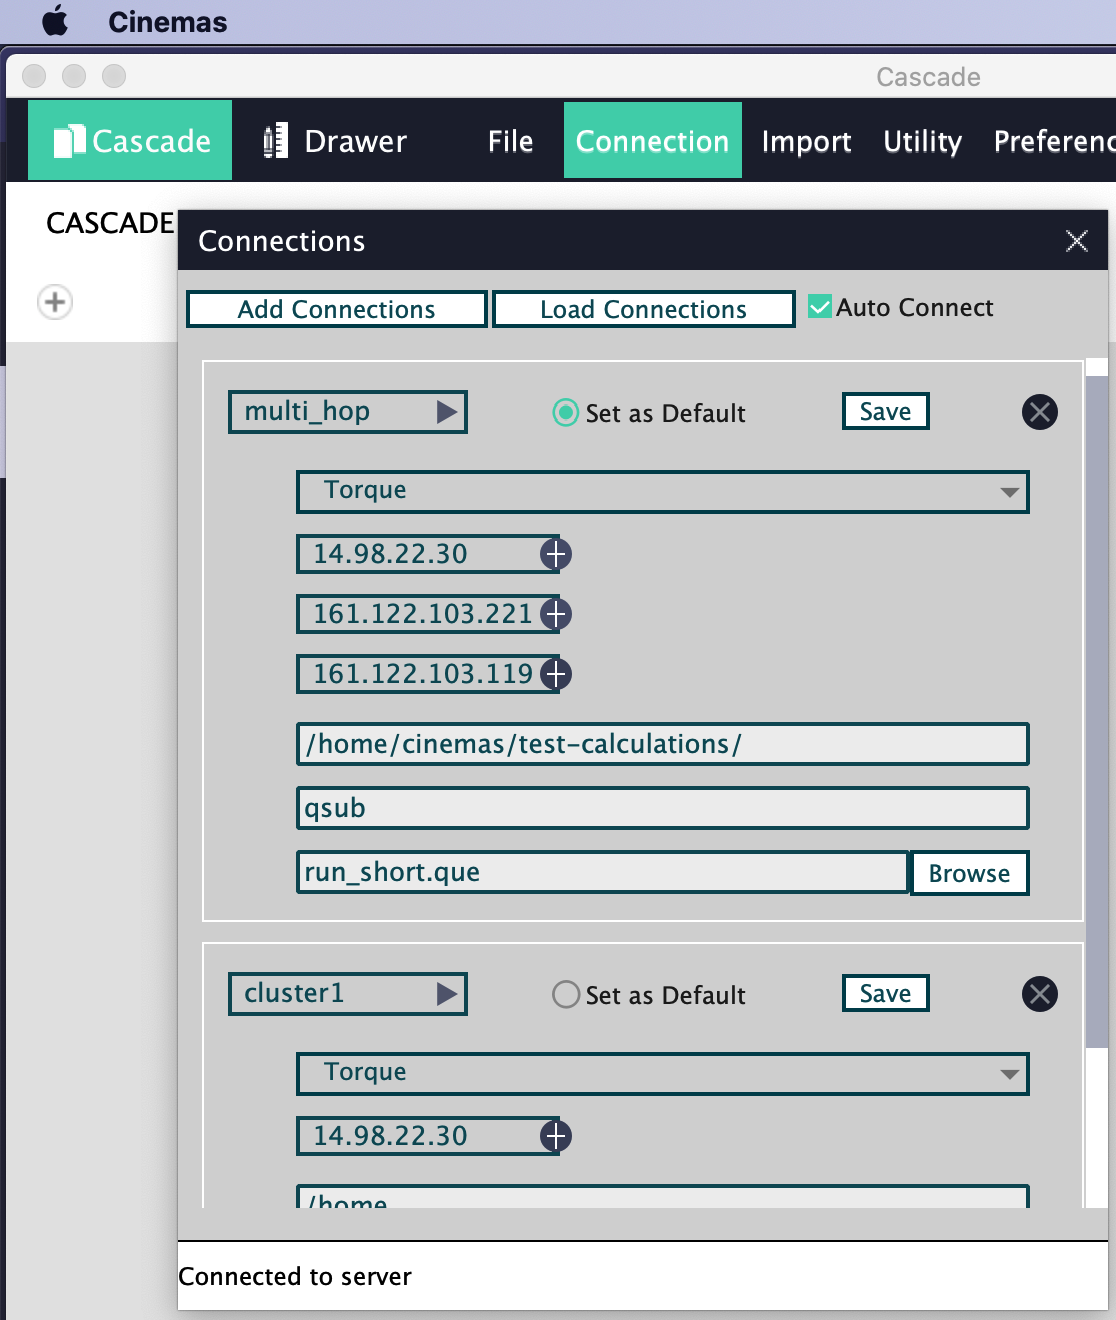 Cinemas
Cascade
Cascade Drawer File Connection Import Utility Preferenc
CASCADE
Connections
Add Connections Load Connections Auto Connect
multi_hop Set as Default Save
Torque
14.98.22.30
161.122.103.221
161.122.103.119
/home/cinemas/test-calculations/
qsub
run_short.que Browse
cluster1 Set as Default Save
Torque
14.98.22.30
/home
Connected to server